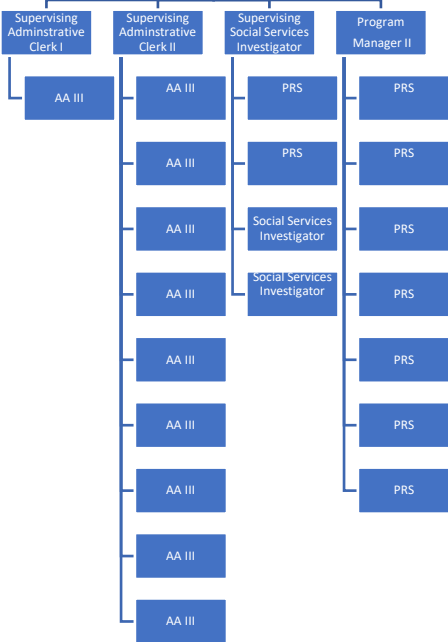 Supervising
Adminstrative
Clerk I
AA III
Supervising
Adminstrative
Clerk II
AA III
AA III
AA III
AA III
AA III
AA III
AA III
AA III
AA III
Supervising
Social Services
Investigator
PRS
PRS
Social Services
Investigator
Social Services
Investigator
Program
Manager II
PRS
PRS
PRS
PRS
PRS
PRS
PRS